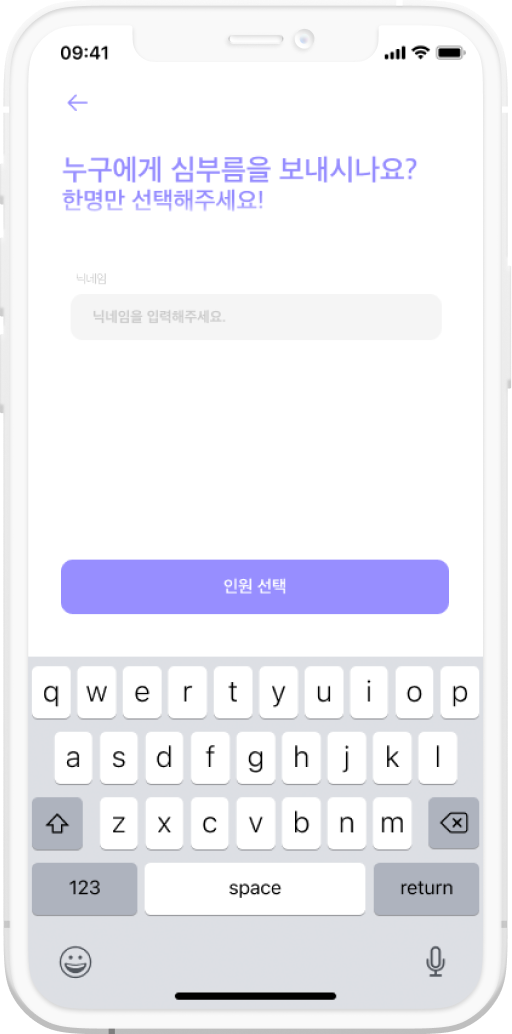 09:41
누구에게 심부름을 보내시나요?
한명만 선택해주세요!
닉네임
닉네임을 입력해주세요.
인원 선택
q w e r t y u i o p
a s d f g h j k l
z x c v b n m
123 space return